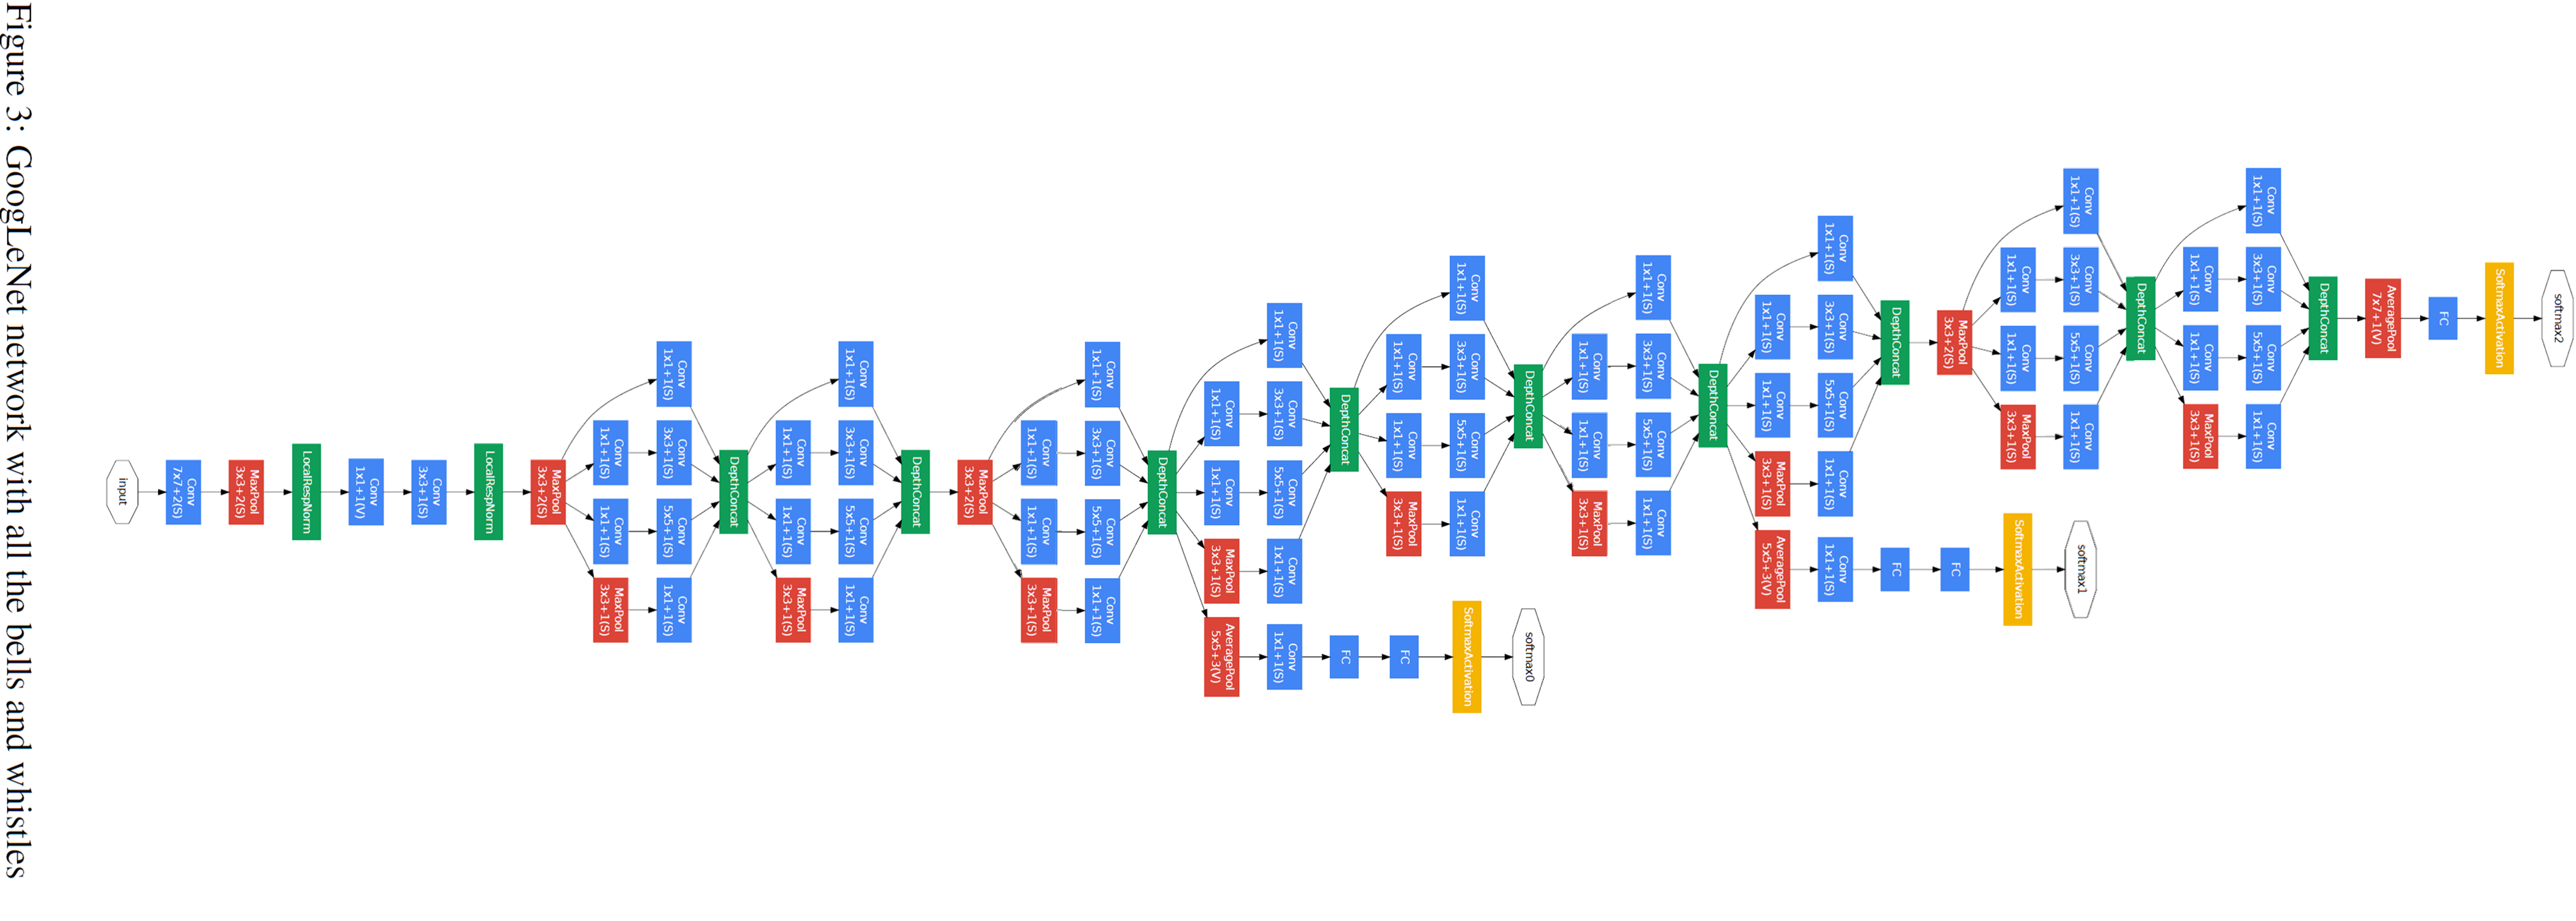 softmax2
SoftmaxActivation
FC
AveragePool
7x7+1(V)
DepthConcat
Conv
1x1+1(S)
Conv
3x3+1(S)
Conv
5x5+1(S)
Conv
1x1+1(S)
Conv
1x1+1(S)
Conv
1x1+1(S)
MaxPool
3x3+1(S)
DepthConcat
Conv
1x1+1(S)
Conv
3x3+1(S)
Conv
5x5+1(S)
Conv
1x1+1(S)
softmax1
Conv
1x1+1(S)
Conv
1x1+1(S)
MaxPool
3x3+1(S)
SoftmaxActivation
MaxPool
3x3+2(S)
FC
DepthConcat
FC
Conv
1x1+1(S)
Conv
3x3+1(S)
Conv
5x5+1(S)
Conv
1x1+1(S)
Conv
1x1+1(S)
Conv
1x1+1(S)
Conv
1x1+1(S)
MaxPool
3x3+1(S)
AveragePool
5x5+3(V)
DepthConcat
Conv
1x1+1(S)
Conv
3x3+1(S)
Conv
5x5+1(S)
Conv
1x1+1(S)
Conv
1x1+1(S)
Conv
1x1+1(S)
MaxPool
3x3+1(S)
DepthConcat
softmax0
Conv
1x1+1(S)
Conv
3x3+1(S)
Conv
5x5+1(S)
Conv
1x1+1(S)
SoftmaxActivation
Conv
1x1+1(S)
Conv
1x1+1(S)
MaxPool
3x3+1(S)
FC
DepthConcat
FC
Conv
1x1+1(S)
Conv
3x3+1(S)
Conv
5x5+1(S)
Conv
1x1+1(S)
Conv
1x1+1(S)
Conv
1x1+1(S)
Conv
1x1+1(S)
MaxPool
3x3+1(S)
AveragePool
5x5+3(V)
DepthConcat
Conv
1x1+1(S)
Conv
3x3+1(S)
Conv
5x5+1(S)
Conv
1x1+1(S)
Conv
1x1+1(S)
Conv
1x1+1(S)
MaxPool
3x3+1(S)
MaxPool
3x3+2(S)
DepthConcat
Conv
1x1+1(S)
Conv
3x3+1(S)
Conv
5x5+1(S)
Conv
1x1+1(S)
Conv
1x1+1(S)
Conv
1x1+1(S)
MaxPool
3x3+1(S)
DepthConcat
Conv
1x1+1(S)
Conv
3x3+1(S)
Conv
5x5+1(S)
Conv
1x1+1(S)
Conv
1x1+1(S)
Conv
1x1+1(S)
MaxPool
3x3+1(S)
MaxPool
3x3+2(S)
LocalRespNorm
Conv
3x3+1(S)
Conv
1x1+1(V)
LocalRespNorm
MaxPool
3x3+2(S)
Conv
7x7+2(S)
input
Figure 3: GoogLeNet network with all the bells and whistles